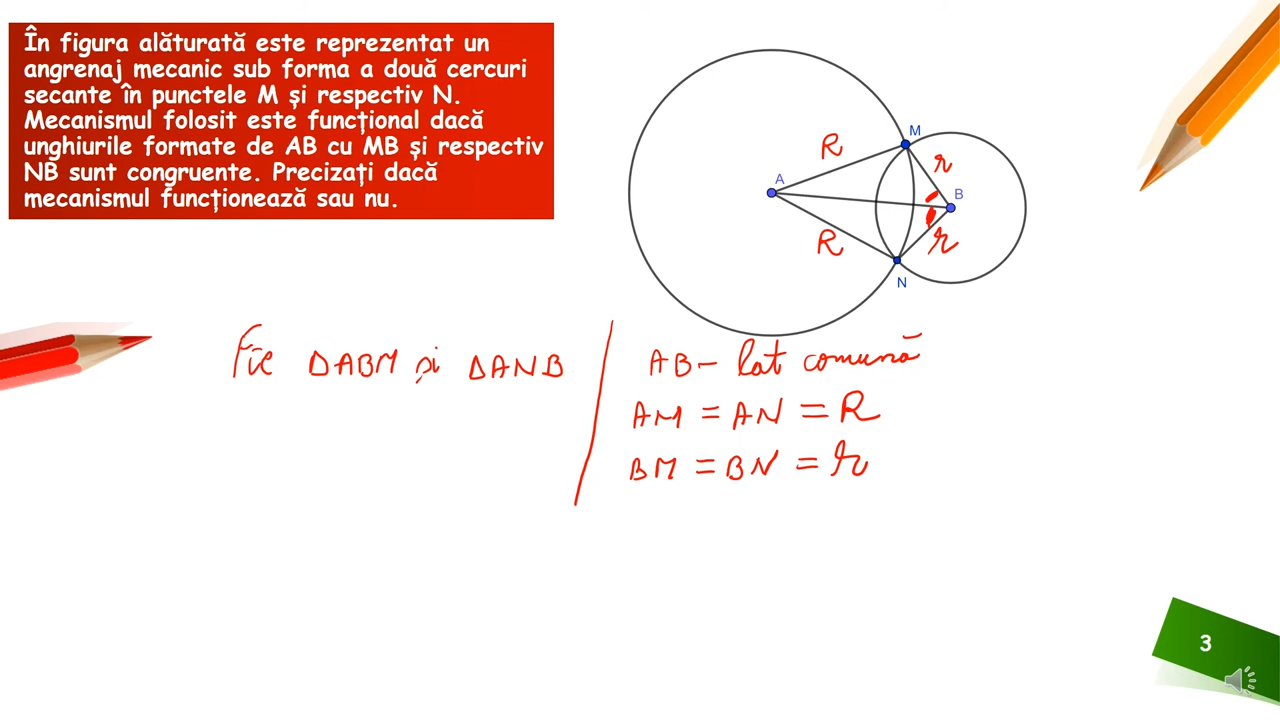 În figura alăturată este reprezentat un
angrenaj mecanic sub forma a două cercuri
secante în punctele M și respectiv N.
Mecanismul folosit este funcțional dacă
unghiurile formate de AB cu MB și respectiv
NB sunt congruente. Precizați dacă
mecanismul funcționează sau nu.
M
R
r
A
B
R
r
N
Fie ΔABM și ΔANB
AB - lat comună
AM = AN = R
BM = BN = r
3